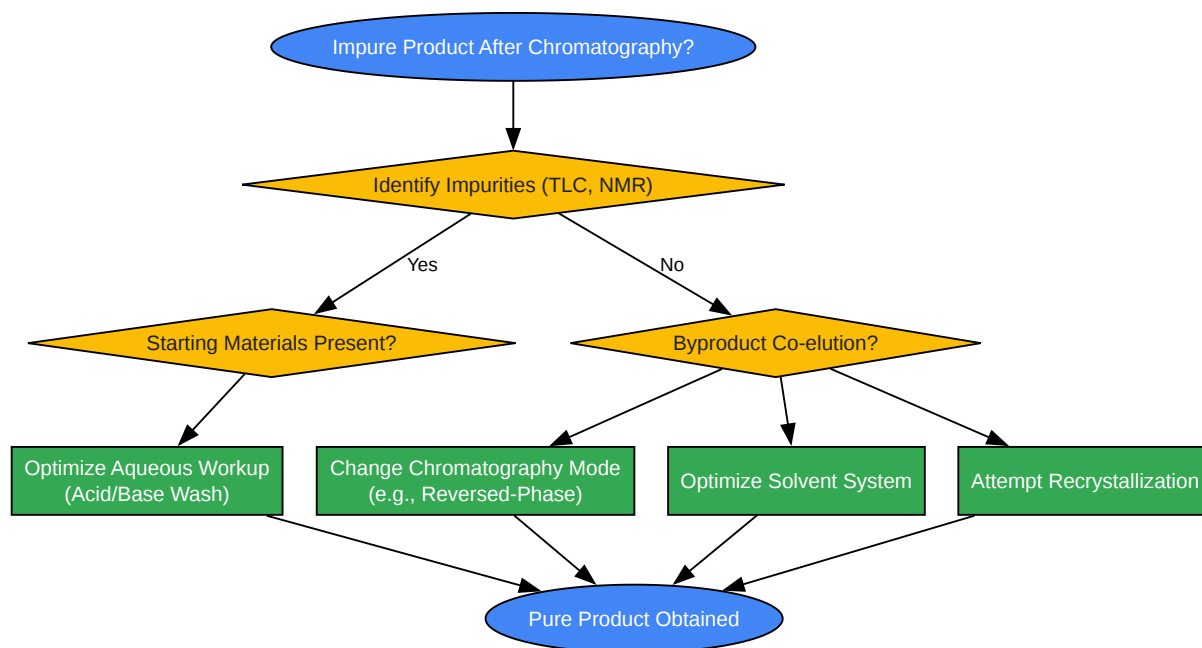 Impure Product After Chromatography?
Identify Impurities (TLC, NMR)
Yes
No
Starting Materials Present?
Byproduct Co-elution?
Optimize Aqueous Workup
(Acid/Base Wash)
Change Chromatography Mode
(e.g., Reversed-Phase)
Optimize Solvent System
Attempt Recrystallization
Pure Product Obtained